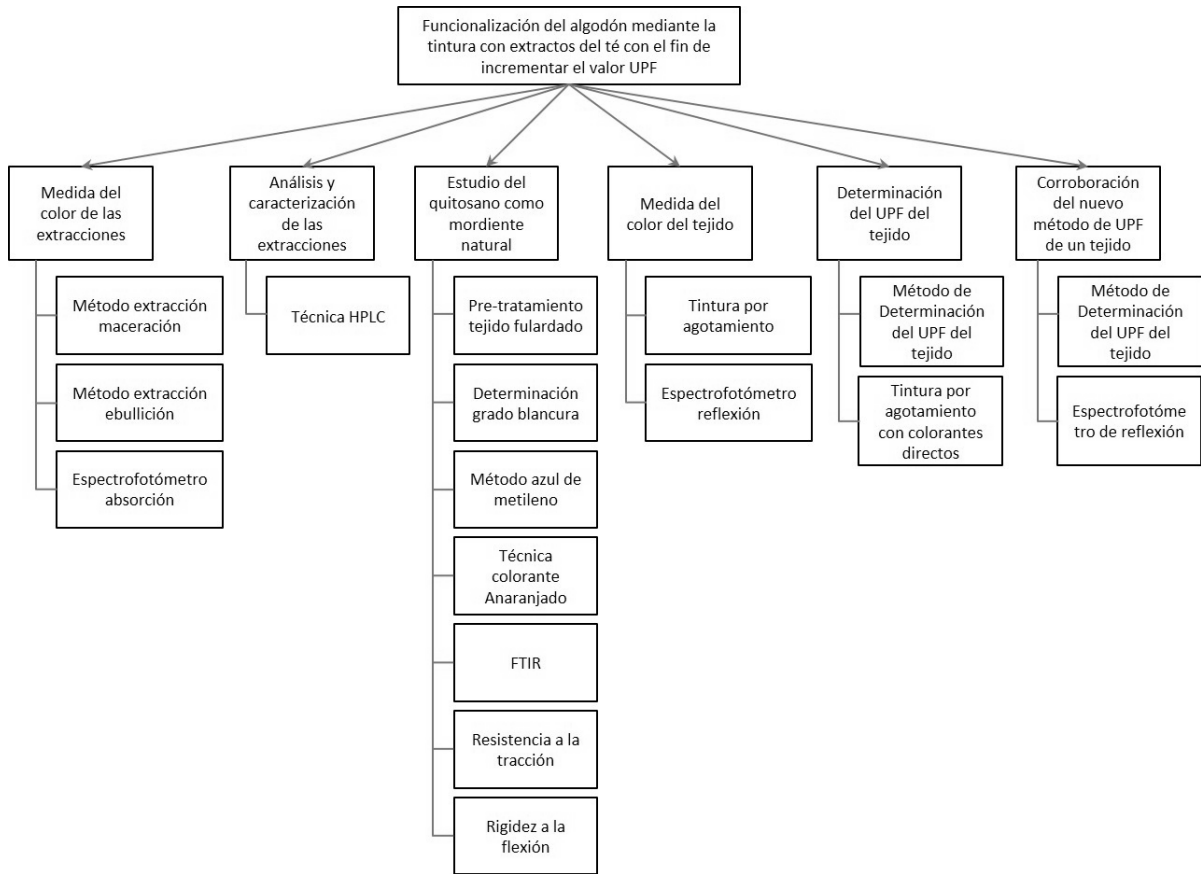 Funcionalización del algodón mediante la
tintura con extractos del té con el fin de
incrementar el valor UPF
Medida del
color de las
extracciones
Método extracción
maceración
Método extracción
ebullición
Espectrofotómetro
absorción
Análisis y
caracterización
de las
extracciones
Técnica HPLC
Estudio del
quitosano como
mordiente
natural
Pre-tratamiento
tejido fulardado
Determinación
grado blancura
Método azul de
metileno
Técnica
colorante
Anaranjado
FTIR
Resistencia a la
tracción
Rigidez a la
flexión
Medida del
color del tejido
Tintura por
agotamiento
Espectrofotómetro
reflexión
Determinación
del UPF del
tejido
Método de
Determinación
del UPF del
tejido
Tintura por
agotamiento
con colorantes
directos
Corroboración
del nuevo
método de UPF
de un tejido
Método de
Determinación
del UPF del
tejido
Espectrofotóme
tro de reflexión